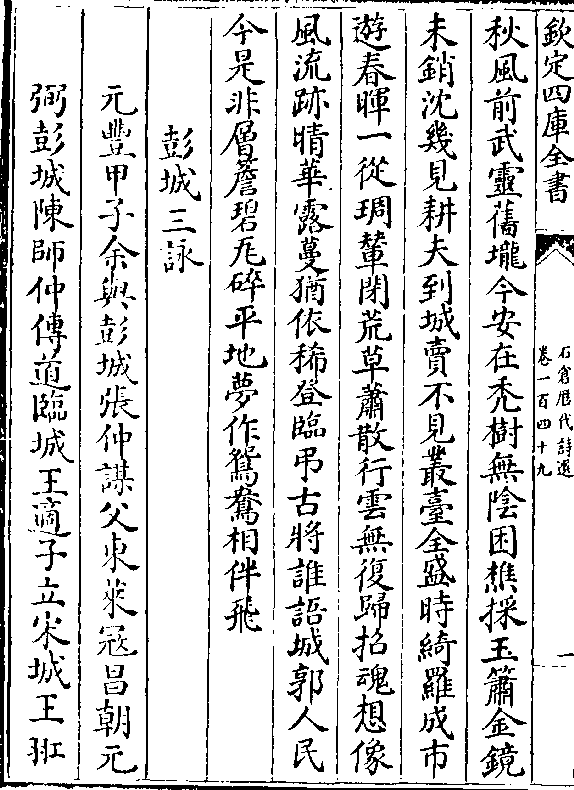 欽定四庫全書
石倉歴代詩選
卷一百四十九
一
秋風前武靈舊壠今安在禿樹無陰困樵採玉簫金鏡
未銷沈幾見耕夫到城賣不見叢臺全盛時綺羅成市
遊春暉一從琱輦閉荒草蕭散行雲無復歸招魂想像
風流跡晴華露蔓猶依稀登臨弔古將誰語城郭人民
今是非層簷碧瓦碎平地夢作鴛鴦相伴飛
彭城三詠
元豐甲子余與彭城張仲謀父東萊冦昌朝元
弼彭城陳師仲傳道臨城王適子立宋城王玨